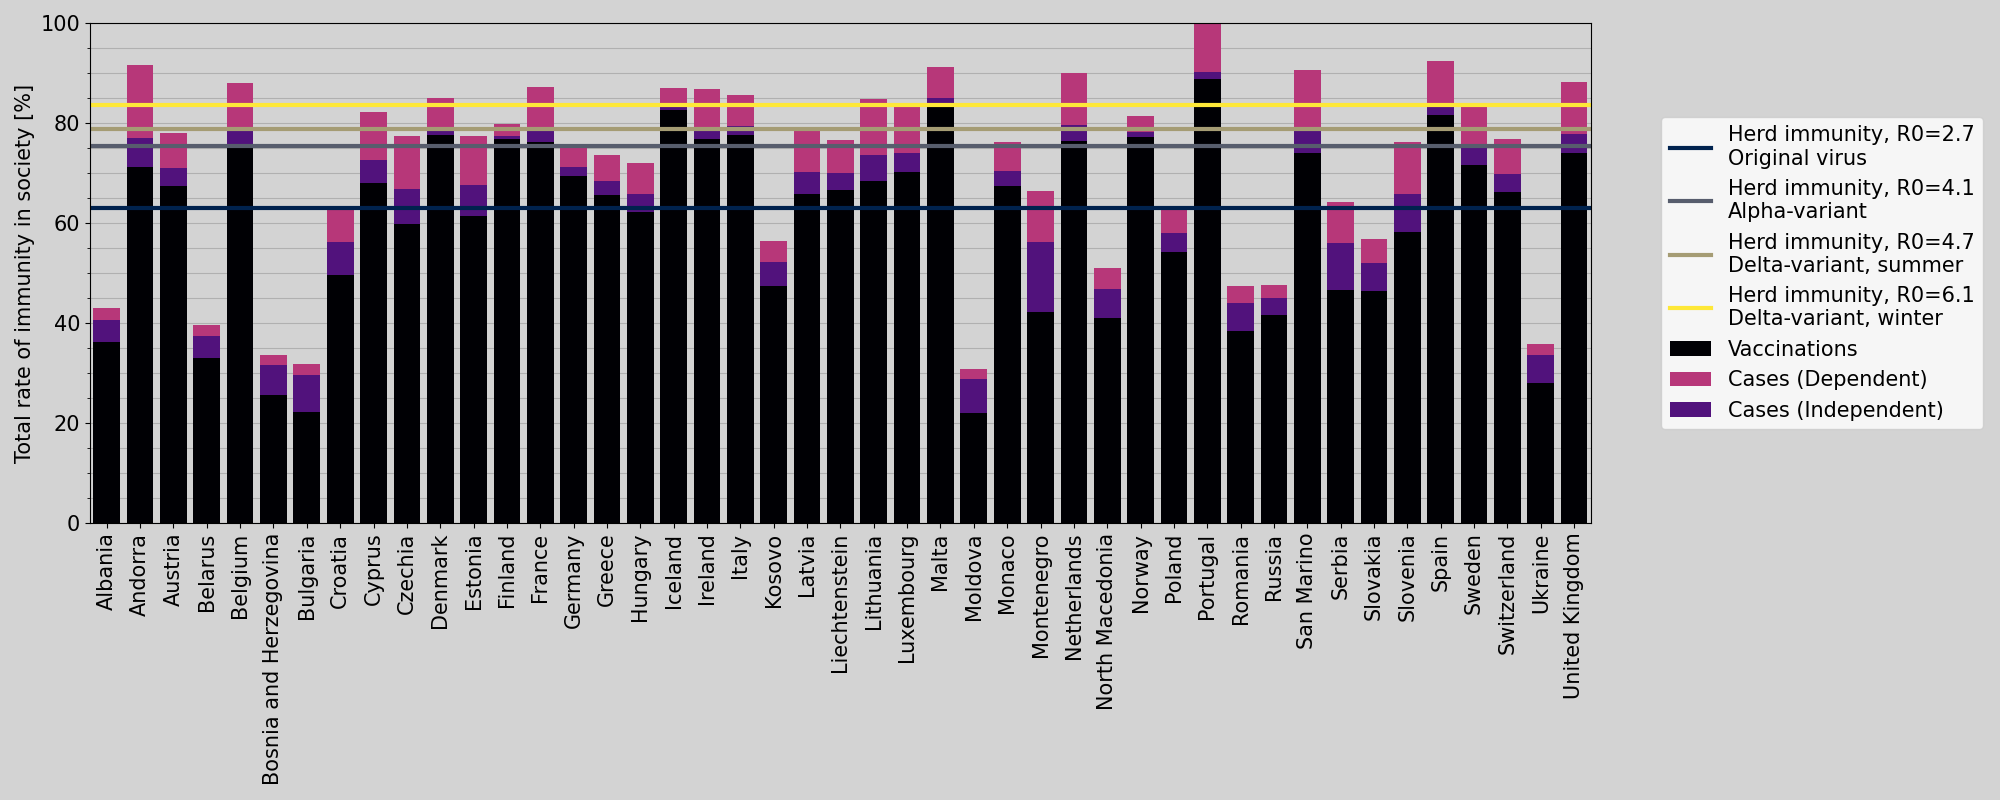 Total rate of immunity in society [%]
100
80
60
40
20
0
Albania
Andorra
Austria
Belarus
Belgium
Bosnia and Herzegovina
Bulgaria
Croatia
Cyprus
Czechia
Denmark
Estonia
Finland
France
Germany
Greece
Hungary
Iceland
Ireland
Italy
Kosovo
Latvia
Liechtenstein
Lithuania
Luxembourg
Malta
Moldova
Monaco
Montenegro
Netherlands
North Macedonia
Norway
Poland
Portugal
Romania
Russia
San Marino
Serbia
Slovakia
Slovenia
Spain
Sweden
Switzerland
Ukraine
United Kingdom
Herd immunity, R0=2.7
Original virus
Herd immunity, R0=4.1
Alpha-variant
Herd immunity, R0=4.7
Delta-variant, summer
Herd immunity, R0=6.1
Delta-variant, winter
Vaccinations
Cases (Dependent)
Cases (Independent)